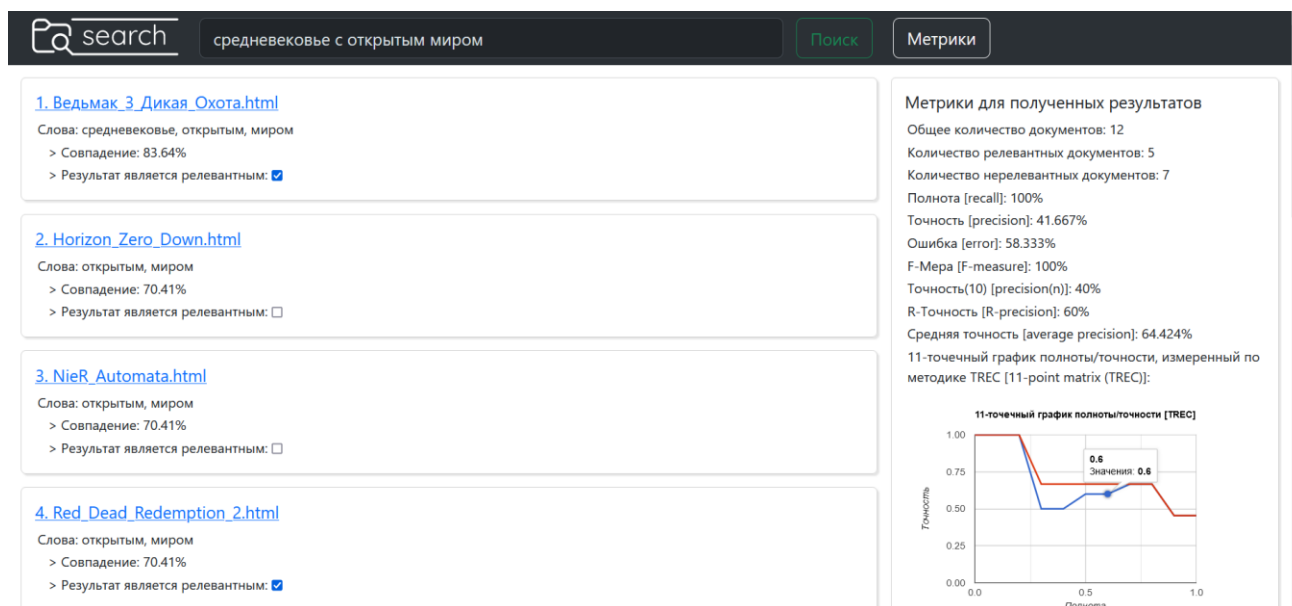 search
средневековье с открытым миром
Поиск
Метрики
1. Ведьмак_3_Дикая_Охота.html
Слова: средневековье, открытым, миром
> Совпадение: 83.64%
> Результат является релевантным:
2. Horizon_Zero_Down.html
Слова: открытым, миром
> Совпадение: 70.41%
> Результат является релевантным:
3. NieR_Automata.html
Слова: открытым, миром
> Совпадение: 70.41%
> Результат является релевантным:
4. Red_Dead_Redemption_2.html
Слова: открытым, миром
> Совпадение: 70.41%
> Результат является релевантным:
Метрики для полученных результатов
Общее количество документов: 12
Количество релевантных документов: 5
Количество нерелевантных документов: 7
Полнота [recall]: 100%
Точность [precision]: 41.667%
Ошибка [error]: 58.333%
F-Мера [F-measure]: 100%
Точность(10) [precision(n)]: 40%
R-Точность [R-precision]: 60%
Средняя точность [average precision]: 64.424%
11-точечный график полноты/точности, измеренный по
методике TREC [11-point matrix (TREC)]:
11-точечный график полноты/точности [TREC]
1.00
0.75
0.50
0.25
0.00
Точность
0.6
Значения: 0.6
0.0
0.5
1.0
Полнота